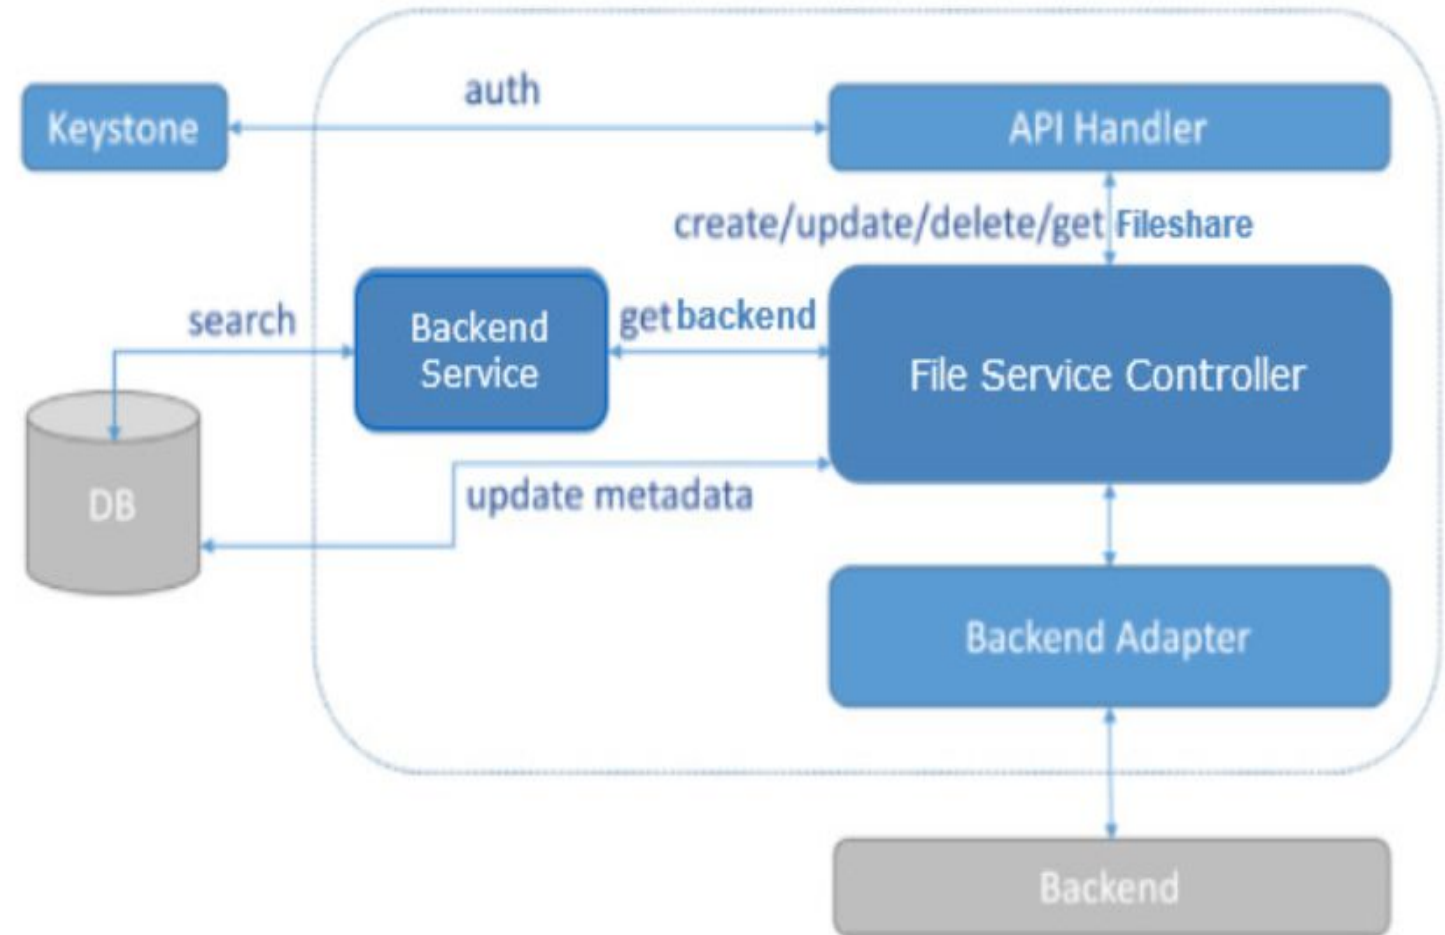 auth
Keystone
API Handler
create/update/delete/get Fileshare
search
Backend
Service
get backend
File Service Controller
DB
update metadata
Backend Adapter
Backend